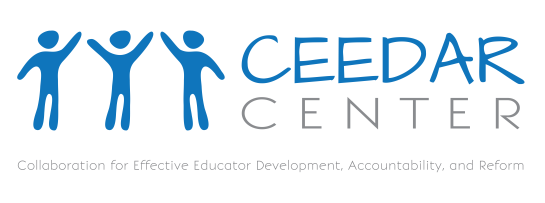 CEEDAR
CENTER
Collaboration for Effective Educator Development, Accountability, and Reform